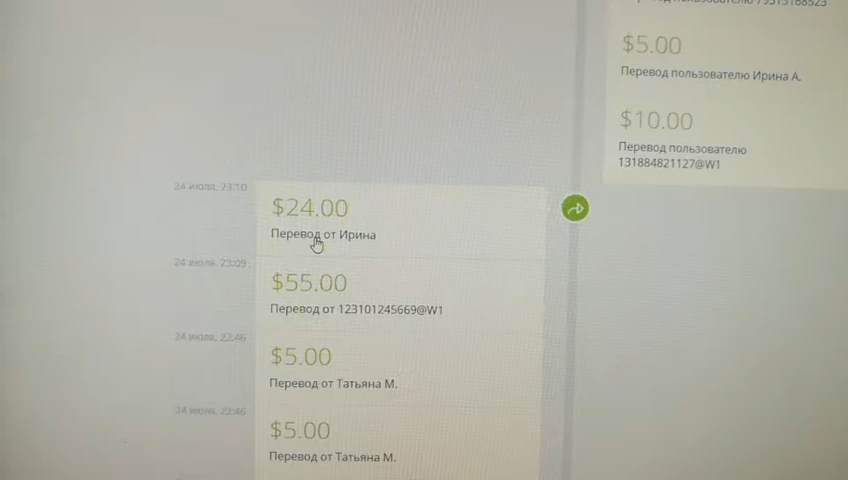 $5.00
Перевод пользователю Ирина А.
$10.00
Перевод пользователю
131884821127@W1
24 июля, 23:10
$24.00
Перевод от Ирина
24 июля, 23:09
$55.00
Перевод от 123101245669@W1
24 июля, 22:46
$5.00
Перевод от Татьяна М.
24 июля, 22:46
$5.00
Перевод от Татьяна М.